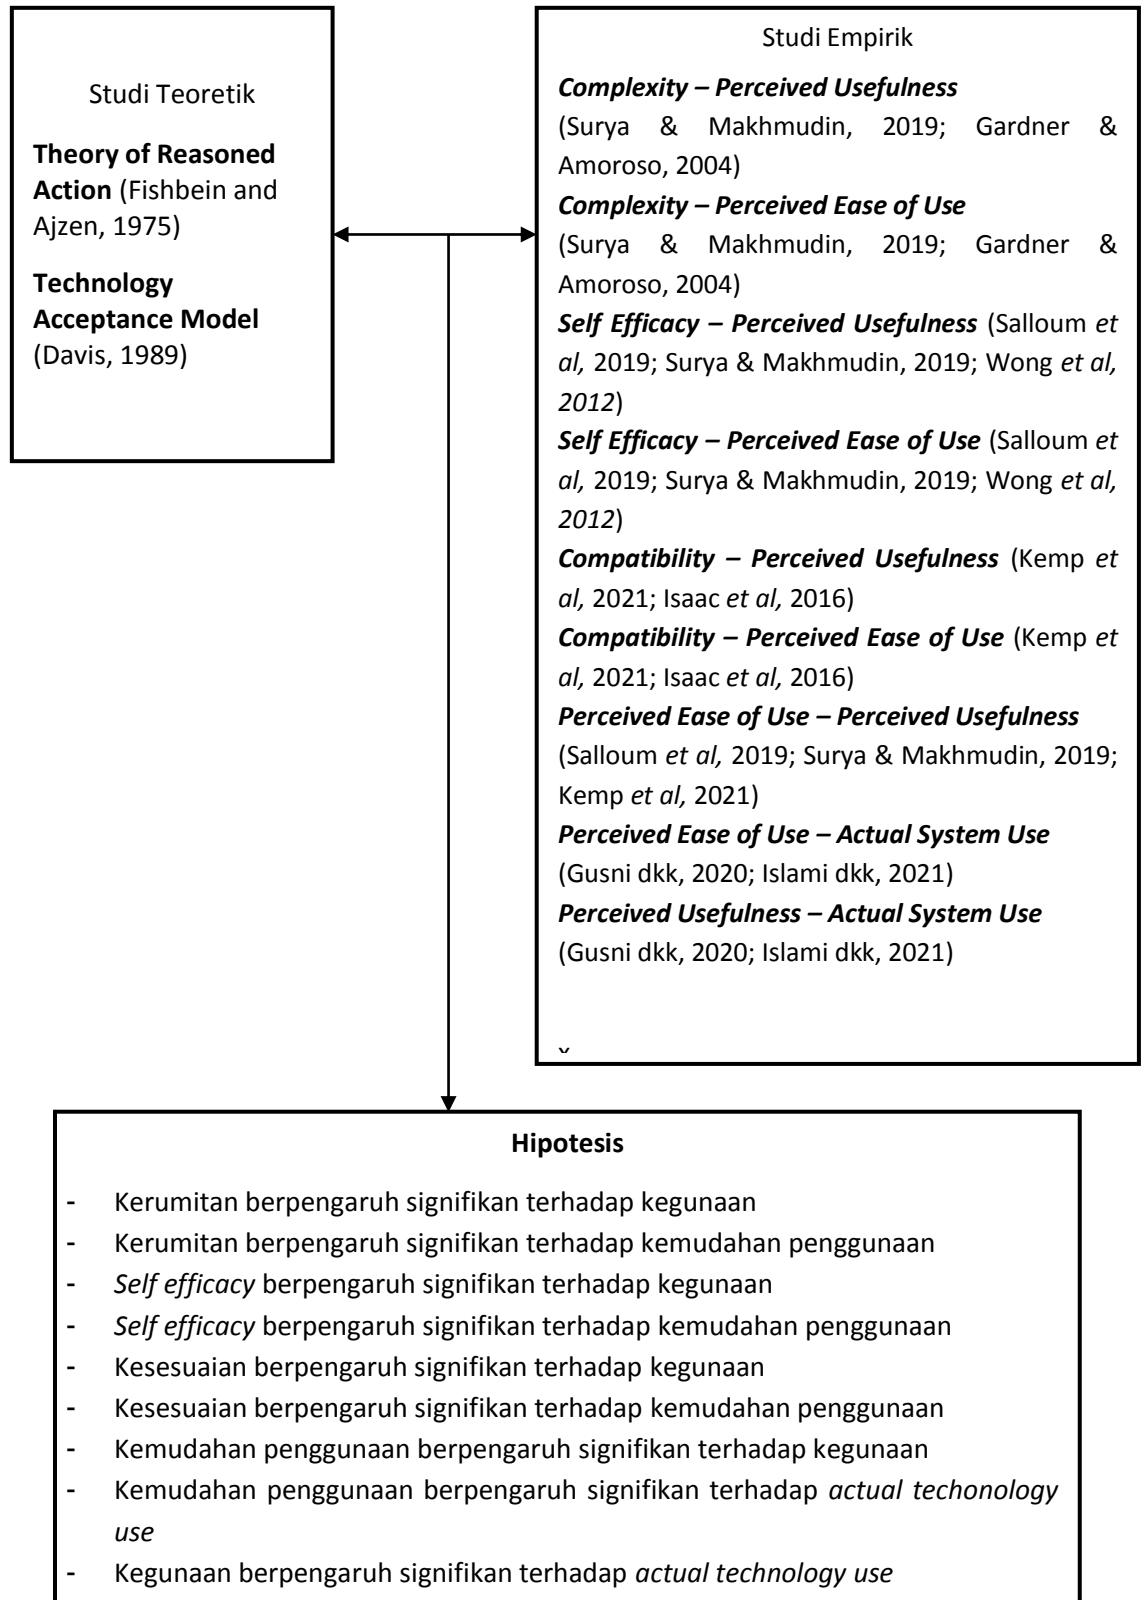 Studi Teoretik
Theory of Reasoned
Action (Fishbein and
Ajzen, 1975)
Technology
Acceptance Model
(Davis, 1989)
Studi Empirik
Complexity – Perceived Usefulness
(Surya & Makhmudin, 2019; Gardner &
Amoroso, 2004)
Complexity – Perceived Ease of Use
(Surya & Makhmudin, 2019; Gardner &
Amoroso, 2004)
Self Efficacy – Perceived Usefulness (Salloum et
al, 2019; Surya & Makhmudin, 2019; Wong et al,
2012)
Self Efficacy – Perceived Ease of Use (Salloum et
al, 2019; Surya & Makhmudin, 2019; Wong et al,
2012)
Compatibility – Perceived Usefulness (Kemp et
al, 2021; Isaac et al, 2016)
Compatibility – Perceived Ease of Use (Kemp et
al, 2021; Isaac et al, 2016)
Perceived Ease of Use – Perceived Usefulness
(Salloum et al, 2019; Surya & Makhmudin, 2019;
Kemp et al, 2021)
Perceived Ease of Use – Actual System Use
(Gusni dkk, 2020; Islami dkk, 2021)
Perceived Usefulness – Actual System Use
(Gusni dkk, 2020; Islami dkk, 2021)
Hipotesis
- Kerumitan berpengaruh signifikan terhadap kegunaan
- Kerumitan berpengaruh signifikan terhadap kemudahan penggunaan
- Self efficacy berpengaruh signifikan terhadap kegunaan
- Self efficacy berpengaruh signifikan terhadap kemudahan penggunaan
- Kesesuaian berpengaruh signifikan terhadap kegunaan
- Kesesuaian berpengaruh signifikan terhadap kemudahan penggunaan
- Kemudahan penggunaan berpengaruh signifikan terhadap kegunaan
- Kemudahan penggunaan berpengaruh signifikan terhadap actual techonology
use
- Kegunaan berpengaruh signifikan terhadap actual technology use